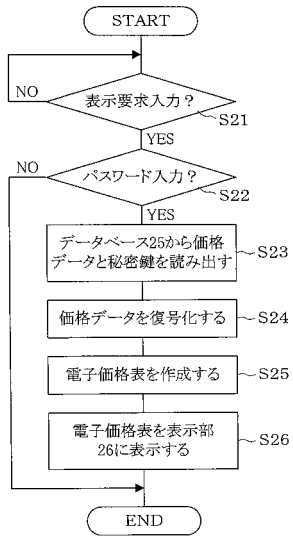 START
表示要求入力？
NO
S21
YES
パスワード入力？
NO
S22
YES
データベース25から価格
データと秘密鍵を読み出す
S23
価格データを復号化する
S24
電子価格表を作成する
S25
電子価格表を表示部
26に表示する
S26
END